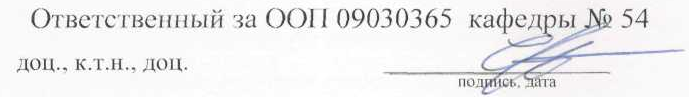 Ответственный за ООП 09030365 кафедры № 54
доц., к.т.н., доц.
подпись, дата